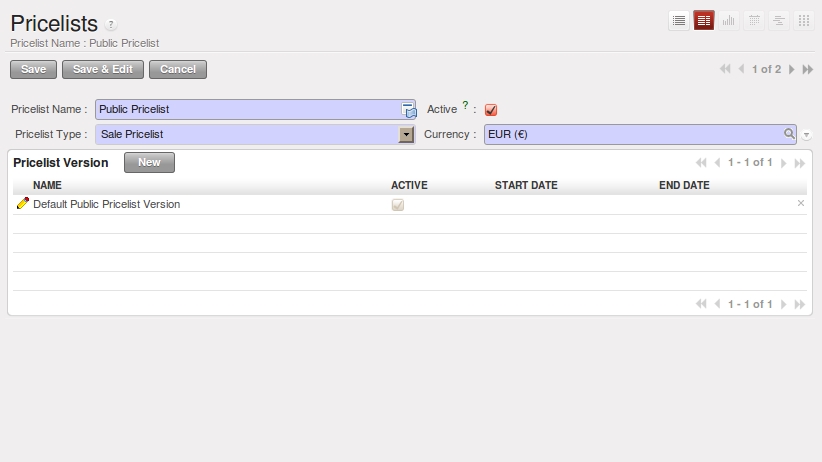 Pricelists ?
Pricelist Name : Public Pricelist
Save Save & Edit Cancel 1 of 2
Pricelist Name : Public Pricelist Active ? :
Pricelist Type : Sale Pricelist Currency : EUR (€)
Pricelist Version New 1 - 1 of 1
NAME ACTIVE START DATE END DATE
Default Public Pricelist Version
1 - 1 of 1